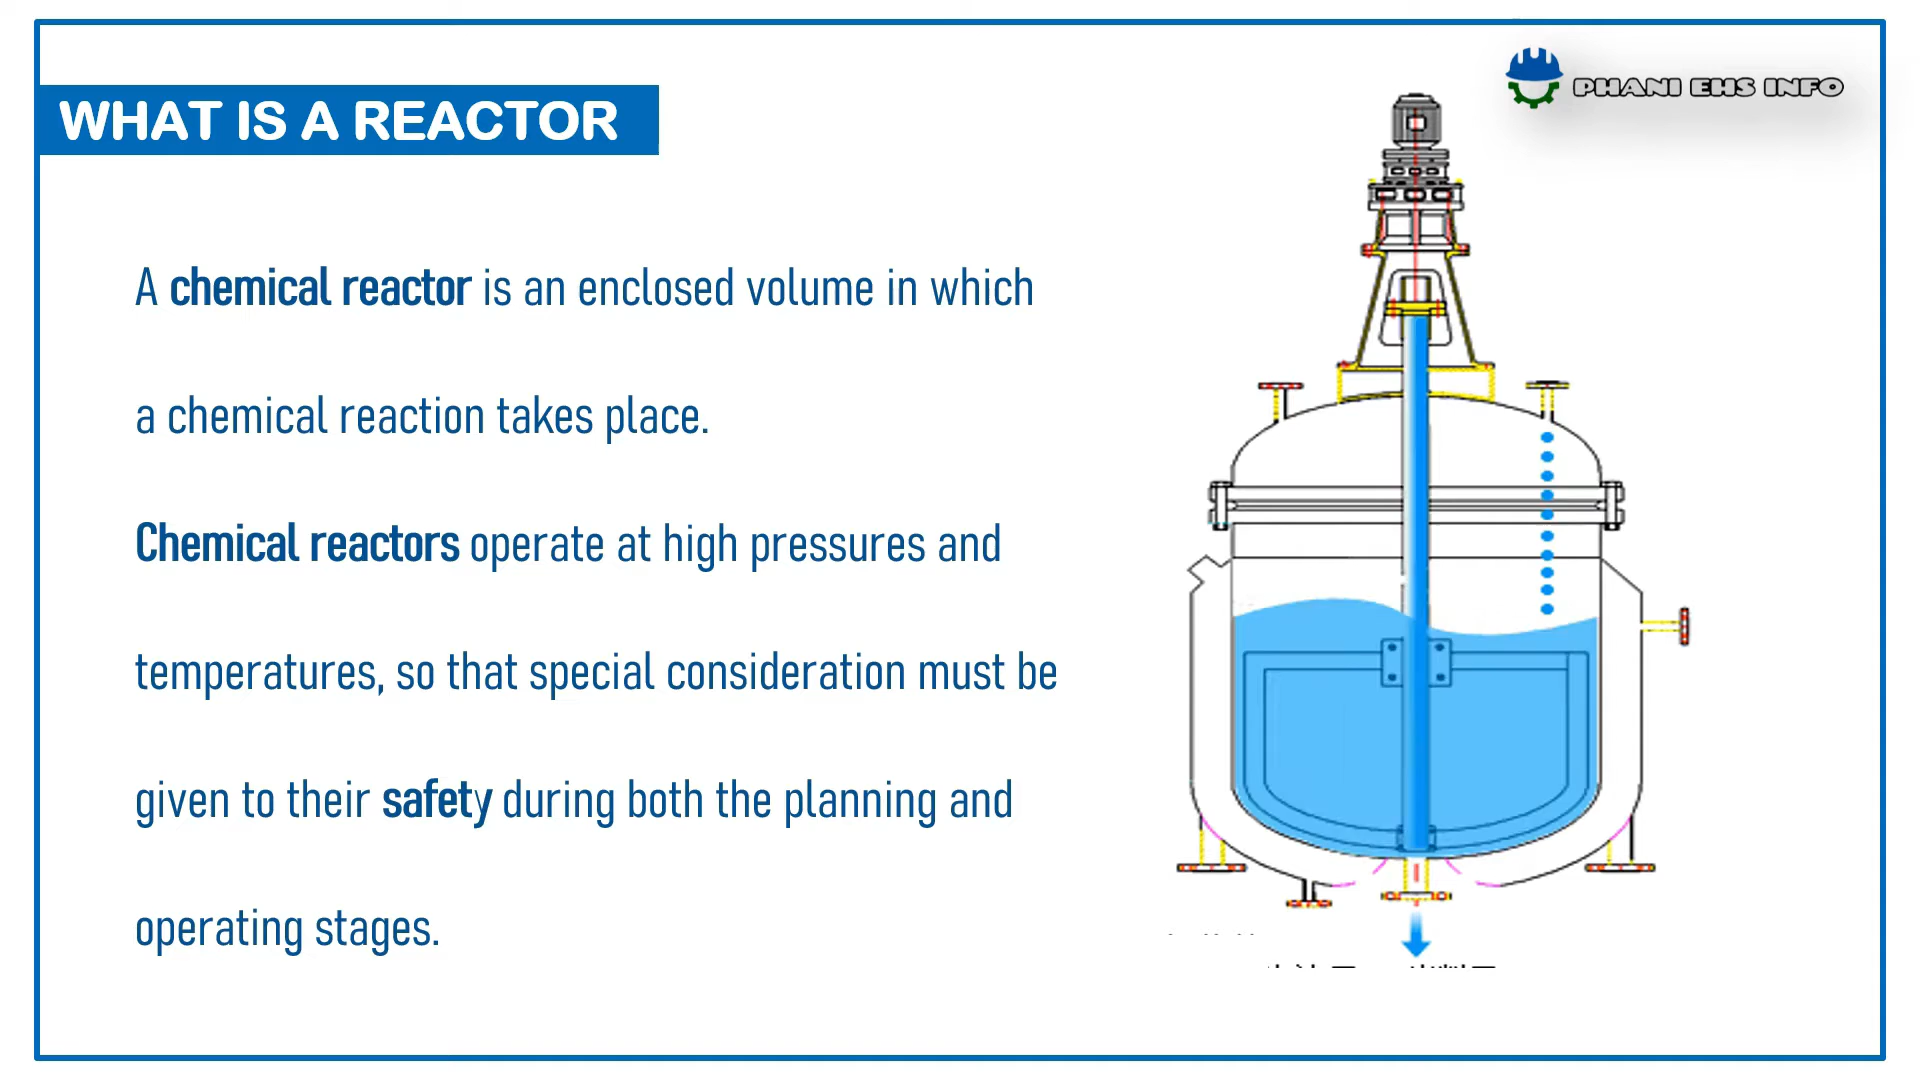 PHANI EHS INFO
WHAT IS A REACTOR
A chemical reactor is an enclosed volume in which
a chemical reaction takes place.
Chemical reactors operate at high pressures and
temperatures, so that special consideration must be
given to their safety during both the planning and
operating stages.